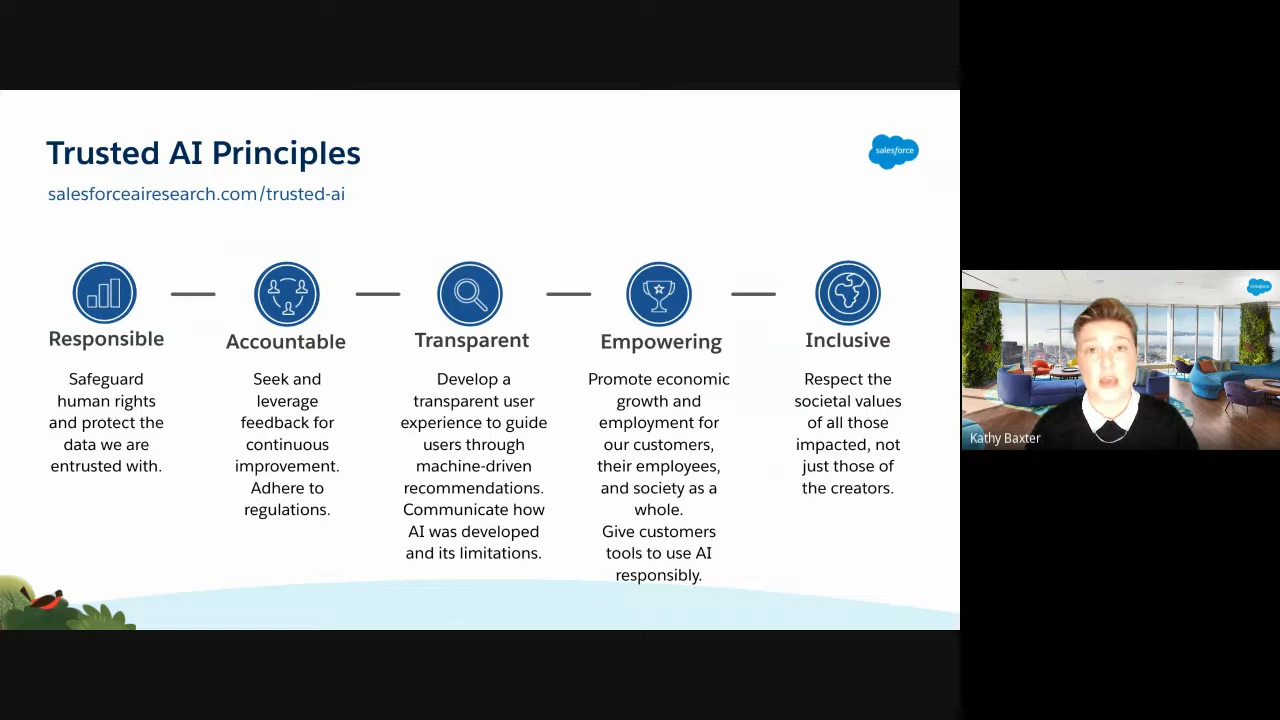 Trusted AI Principles
salesforce
salesforceairesearch.com/trusted-ai
Responsible
Safeguard
human rights
and protect the
data we are
entrusted with.
Accountable
Seek and
leverage
feedback for
continuous
improvement.
Adhere to
regulations.
Transparent
Develop a
transparent user
experience to guide
users through
machine-driven
recommendations.
Communicate how
AI was developed
and its limitations.
Empowering
Promote economic
growth and
employment for
our customers,
their employees,
and society as a
whole.
Give customers
tools to use AI
responsibly.
Inclusive
Respect the
societal values
of all those
impacted, not
just those of
the creators.
salesforce
Kathy Baxter